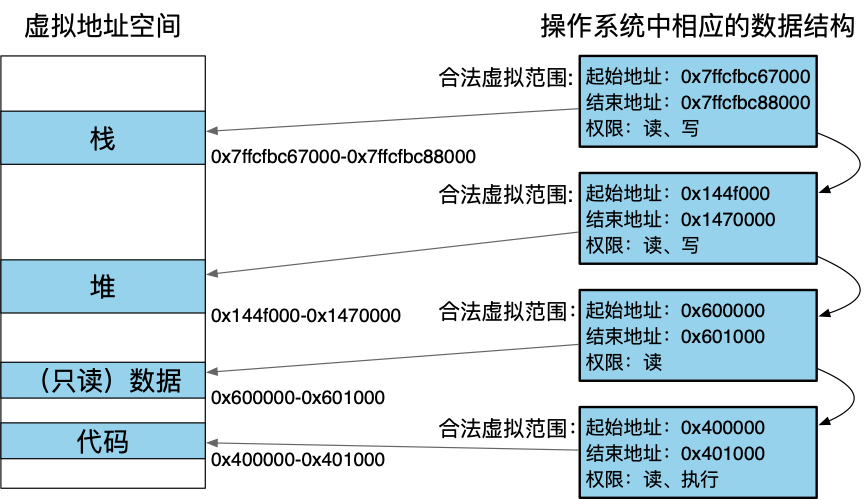 虚拟地址空间
操作系统中相应的数据结构
合法虚拟范围:
起始地址：0x7ffcfbc67000
结束地址：0x7ffcfbc88000
权限：读、写
栈
0x7ffcfbc67000-0x7ffcfbc88000
合法虚拟范围:
起始地址：0x144f000
结束地址：0x1470000
权限：读、写
堆
0x144f000-0x1470000
合法虚拟范围:
起始地址：0x600000
结束地址：0x601000
权限：读
（只读）数据
0x600000-0x601000
合法虚拟范围:
起始地址：0x400000
结束地址：0x401000
权限：读、执行
代码
0x400000-0x401000